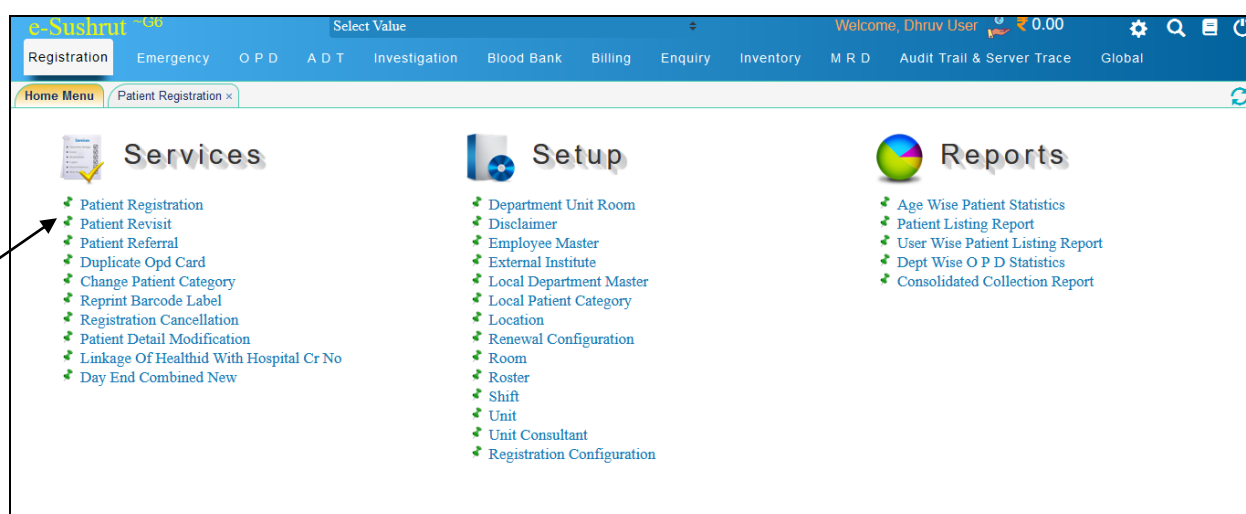 e-Sushrut ~G6 Select Value Welcome, Dhruv User ₹ 0.00
Registration Emergency O P D A D T Investigation Blood Bank Billing Enquiry Inventory M R D Audit Trail & Server Trace Global
Home Menu Patient Registration ×
Services
Patient Registration
Patient Revisit
Patient Referral
Duplicate Opd Card
Change Patient Category
Reprint Barcode Label
Registration Cancellation
Patient Detail Modification
Linkage Of Healthid With Hospital Cr No
Day End Combined New
Setup
Department Unit Room
Disclaimer
Employee Master
External Institute
Local Department Master
Local Patient Category
Location
Renewal Configuration
Room
Roster
Shift
Unit
Unit Consultant
Registration Configuration
Reports
Age Wise Patient Statistics
Patient Listing Report
User Wise Patient Listing Report
Dept Wise O P D Statistics
Consolidated Collection Report